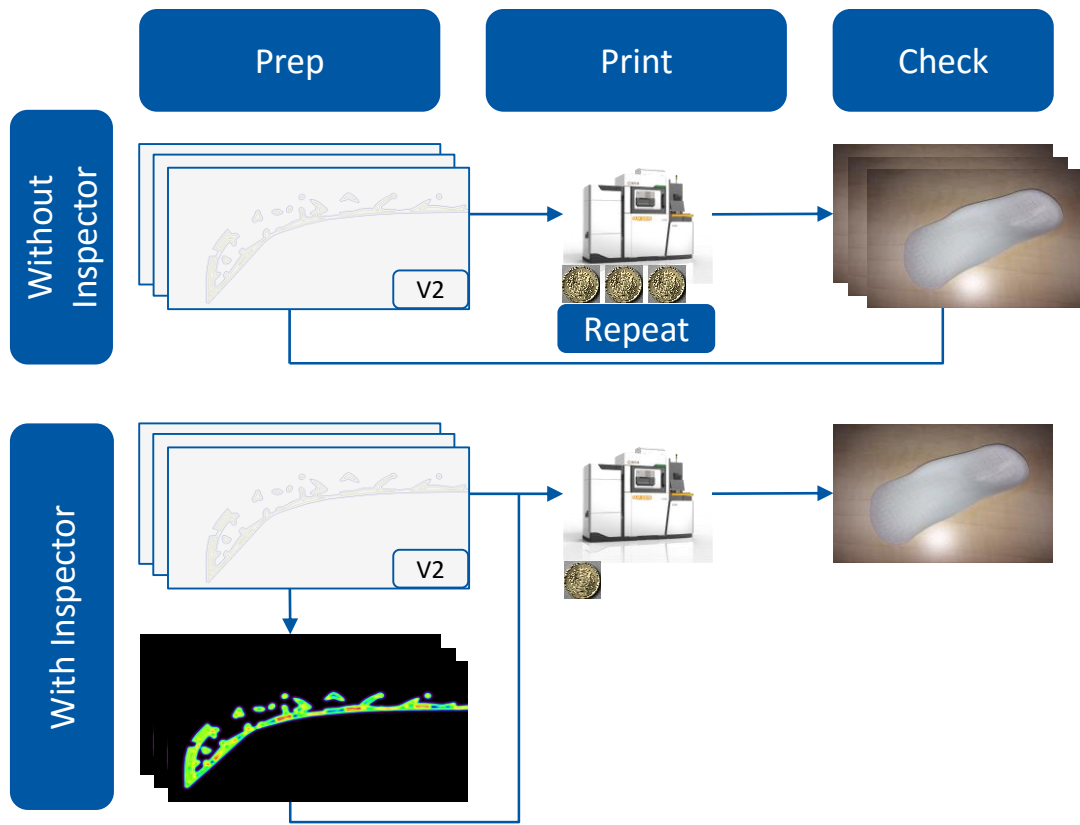 Prep
Print
Check
Without
Inspector
V2
Repeat
With Inspector
V2